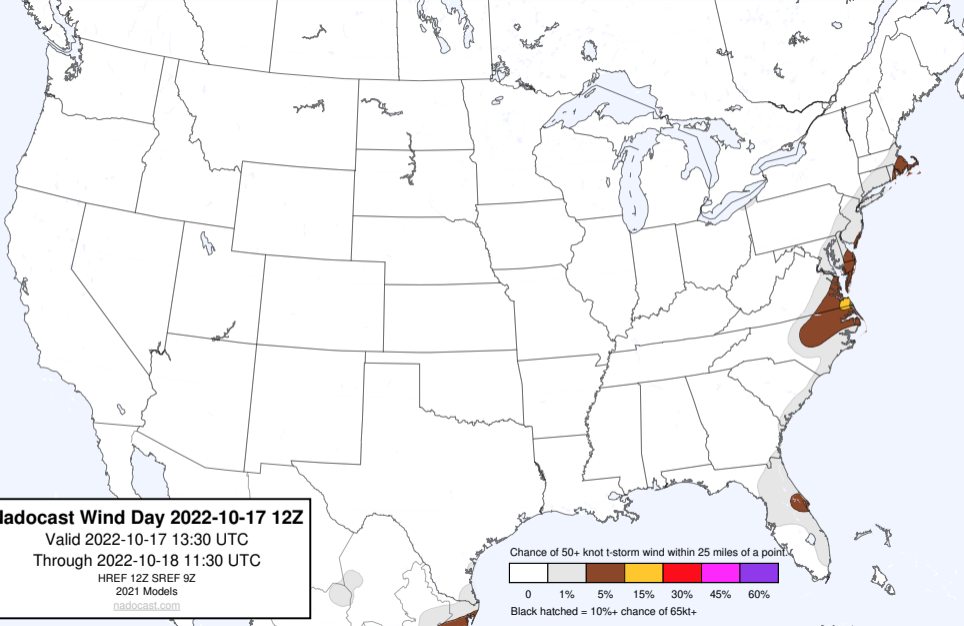 adocast Wind Day 2022-10-17 12Z
Valid 2022-10-17 13:30 UTC
Through 2022-10-18 11:30 UTC
HREF 12Z SREF 9Z
2021 Models
nadocast.com
Chance of 50+ knot t-storm wind within 25 miles of a point.
0 1% 5% 15% 30% 45% 60%
Black hatched = 10%+ chance of 65kt+